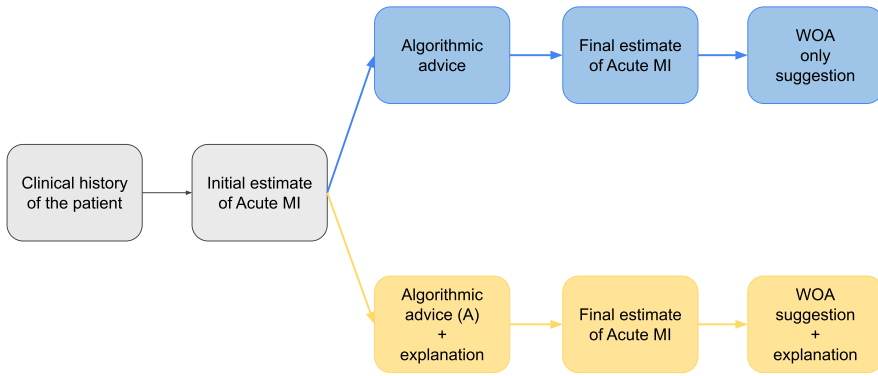 Clinical history
of the patient
Initial estimate
of Acute MI
Algorithmic
advice
Final estimate
of Acute MI
WOA
only
suggestion
Algorithmic
advice (A)
+
explanation
Final estimate
of Acute MI
WOA
suggestion
+
explanation